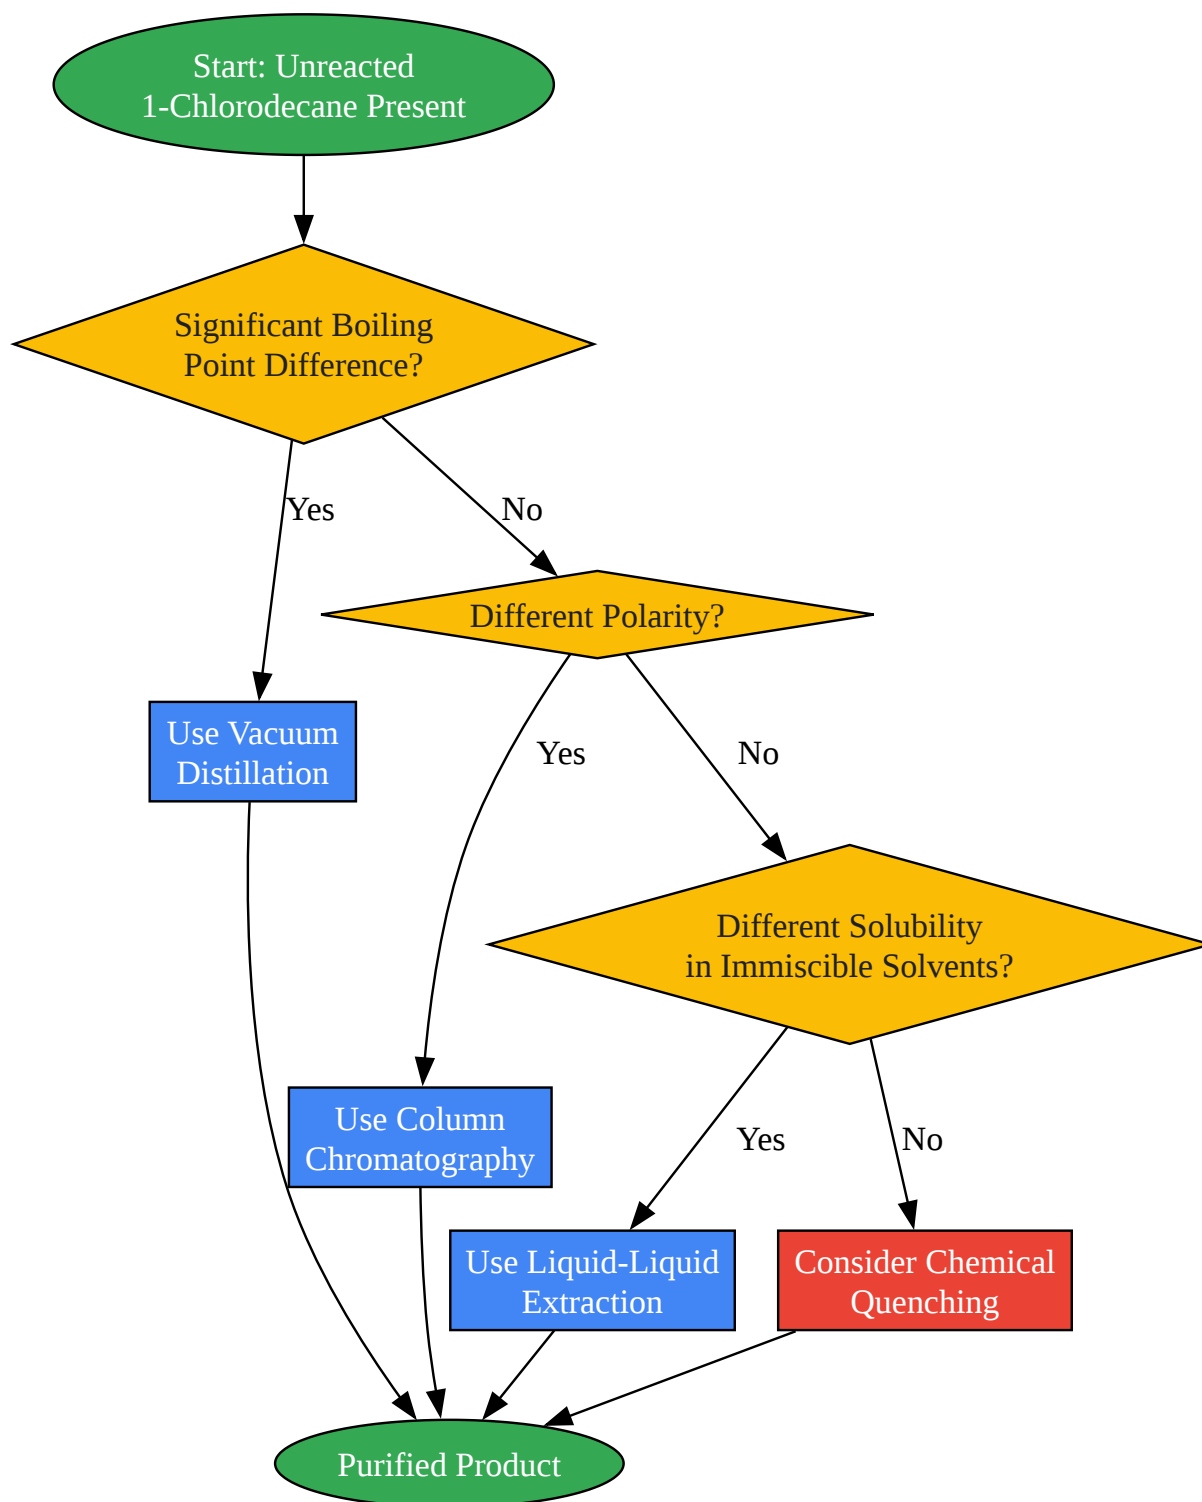 Start: Unreacted
1-Chlorodecane Present
Significant Boiling
Point Difference?
Yes
No
Different Polarity?
Use Vacuum
Distillation
Yes
No
Different Solubility
in Immiscible Solvents?
Use Column
Chromatography
Yes
No
Use Liquid-Liquid
Extraction
Consider Chemical
Quenching
Purified Product